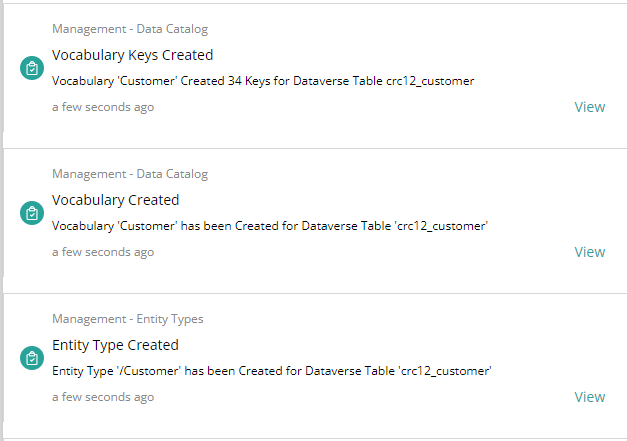 Management - Data Catalog
Vocabulary Keys Created
Vocabulary 'Customer' Created 34 Keys for Dataverse Table crc12_customer
a few seconds ago
View
Management - Data Catalog
Vocabulary Created
Vocabulary 'Customer' has been Created for Dataverse Table 'crc12_customer'
a few seconds ago
View
Management - Entity Types
Entity Type Created
Entity Type '/Customer' has been Created for Dataverse Table 'crc12_customer'
a few seconds ago
View